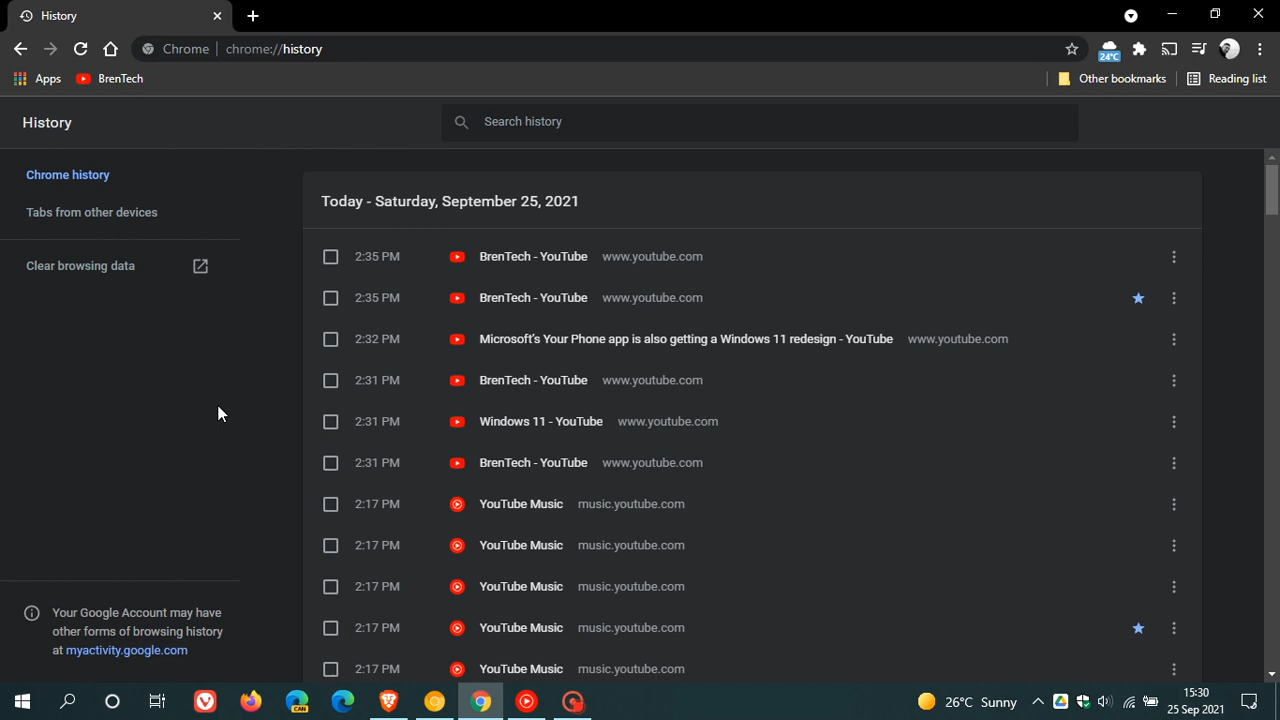 History
Chrome chrome://history
24°C
Apps BrenTech Other bookmarks Reading list
History Search history
Chrome history
Tabs from other devices
Clear browsing data
Today - Saturday, September 25, 2021
2:35 PM BrenTech - YouTube www.youtube.com
2:35 PM BrenTech - YouTube www.youtube.com
2:32 PM Microsoft's Your Phone app is also getting a Windows 11 redesign - YouTube www.youtube.com
2:31 PM BrenTech - YouTube www.youtube.com
2:31 PM Windows 11 - YouTube www.youtube.com
2:31 PM BrenTech - YouTube www.youtube.com
2:17 PM YouTube Music music.youtube.com
2:17 PM YouTube Music music.youtube.com
2:17 PM YouTube Music music.youtube.com
2:17 PM YouTube Music music.youtube.com
2:17 PM YouTube Music music.youtube.com
Your Google Account may have
other forms of browsing history
at myactivity.google.com
CAN
26°C Sunny
15:30
25 Sep 2021